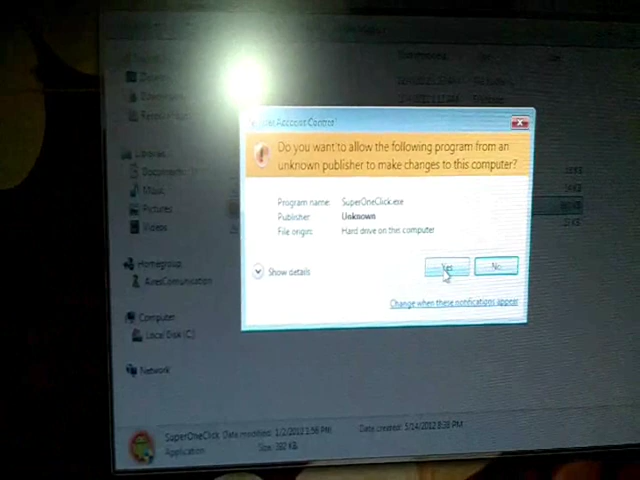 User Account Control
Do you want to allow the following program from an
unknown publisher to make changes to this computer?
Program name: SuperOneClick.exe
Publisher: Unknown
File origin: Hard drive on this computer
Show details
Yes
No
Change when these notifications appear
Libraries
Documents
Music
Pictures
Videos
Homegroup
Computer
Local Disk (C:)
Network
SuperOneClick Date modified: 1/2/2012 1:56 PM Date created: 5/14/2012 8:38 PM
Application Size: